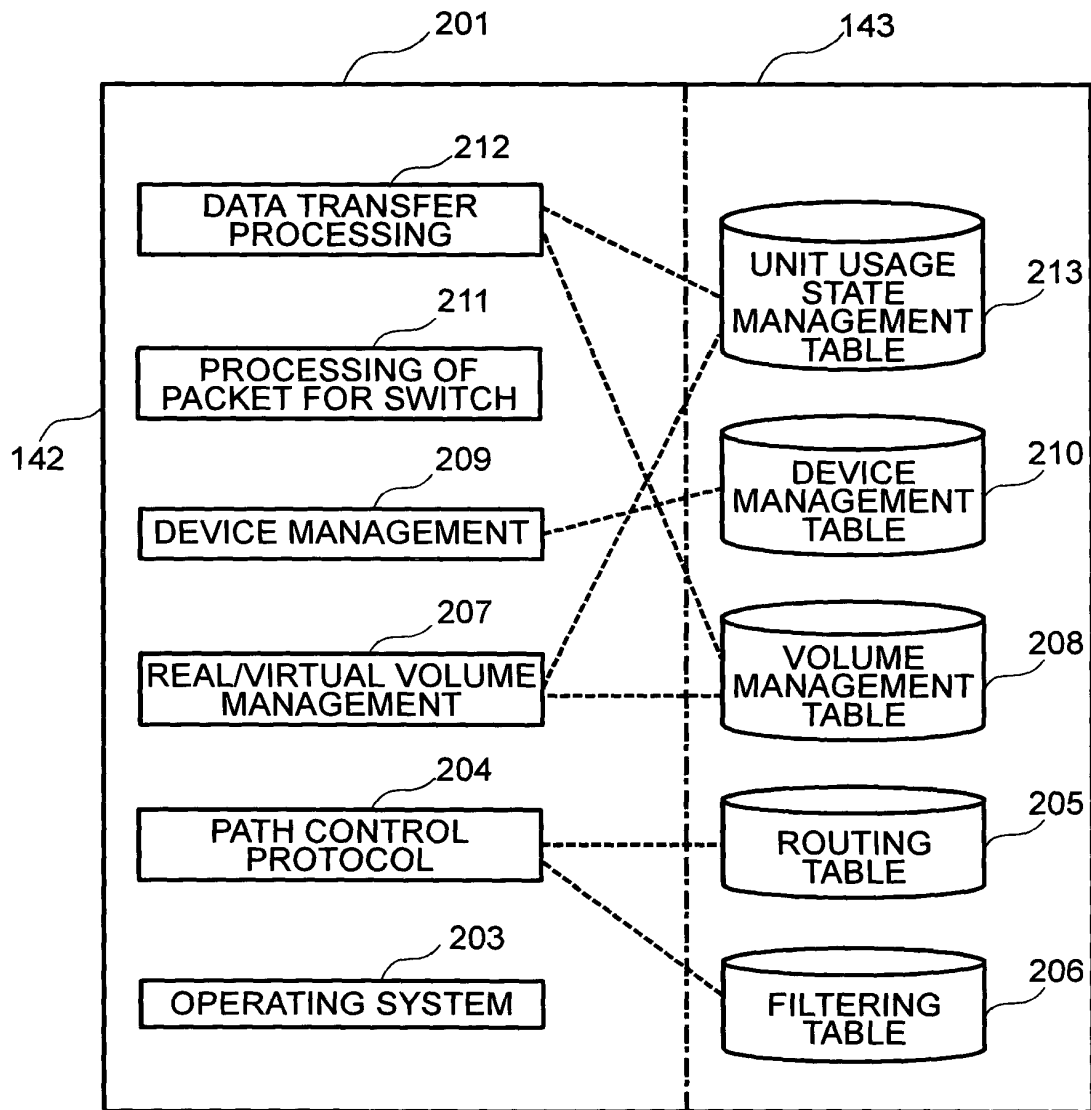 201
143
212
DATA TRANSFER
PROCESSING
UNIT USAGE
STATE
MANAGEMENT
TABLE
213
211
PROCESSING OF
PACKET FOR SWITCH
142
209
DEVICE MANAGEMENT
DEVICE
MANAGEMENT
TABLE
210
207
REAL/VIRTUAL VOLUME
MANAGEMENT
VOLUME
MANAGEMENT
TABLE
208
204
PATH CONTROL
PROTOCOL
ROUTING
TABLE
205
203
OPERATING SYSTEM
FILTERING
TABLE
206